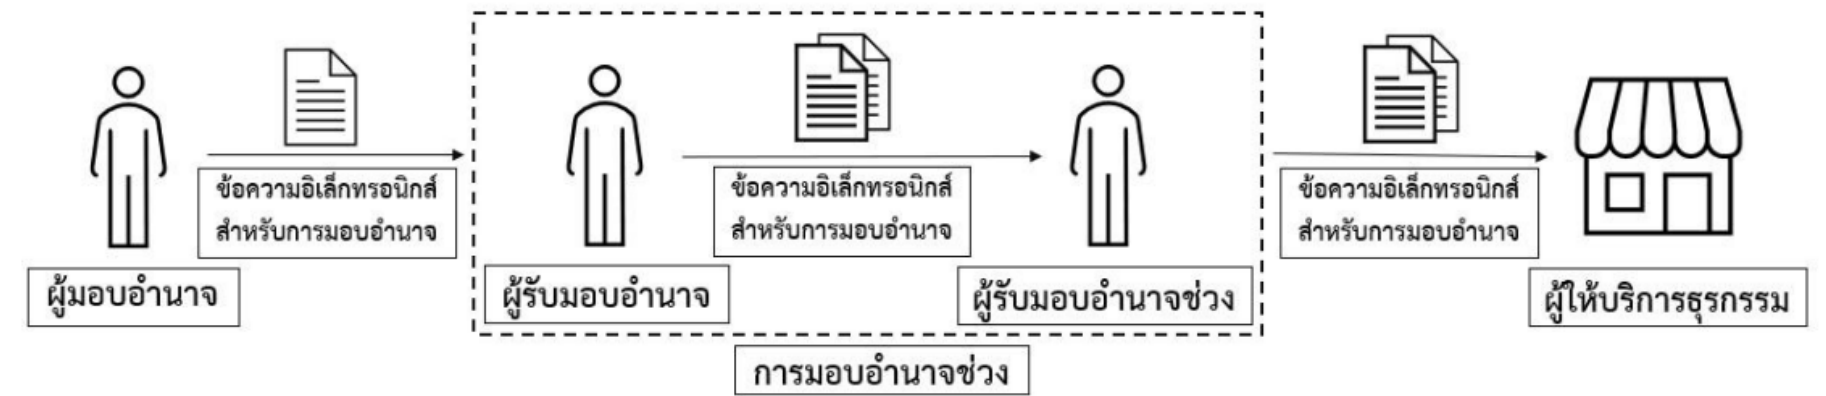 ข้อความอิเล็กทรอนิกส์
สำหรับการมอบอำนาจ
ข้อความอิเล็กทรอนิกส์
สำหรับการมอบอำนาจ
ข้อความอิเล็กทรอนิกส์
สำหรับการมอบอำนาจ
ผู้มอบอำนาจ
ผู้รับมอบอำนาจ
ผู้รับมอบอำนาจช่วง
ผู้ให้บริการธุรกรรม
การมอบอำนาจช่วง